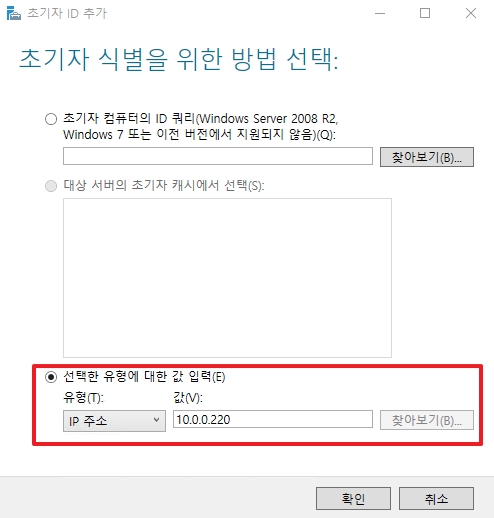 초기자 ID 추가
초기자 식별을 위한 방법 선택:
초기자 컴퓨터의 ID 쿼리(Windows Server 2008 R2,
Windows 7 또는 이전 버전에서 지원되지 않음)(Q):
찾아보기(B)...
대상 서버의 초기자 캐시에서 선택(S):
선택한 유형에 대한 값 입력(E)
유형(T): 값(V):
IP 주소 10.0.0.220 찾아보기(B)...
확인 취소